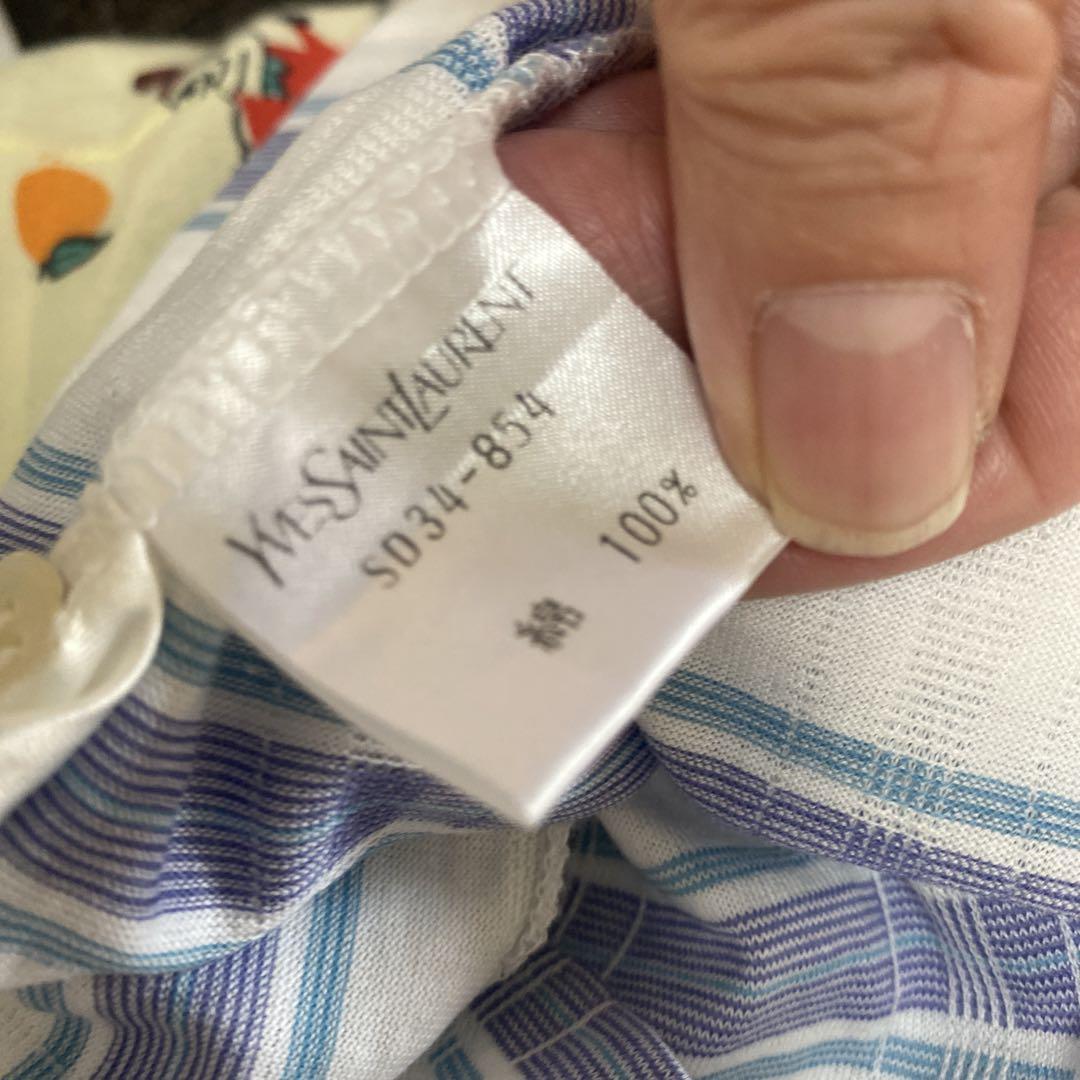 YVES SAINT LAURENT
SD34-854
綿 100%